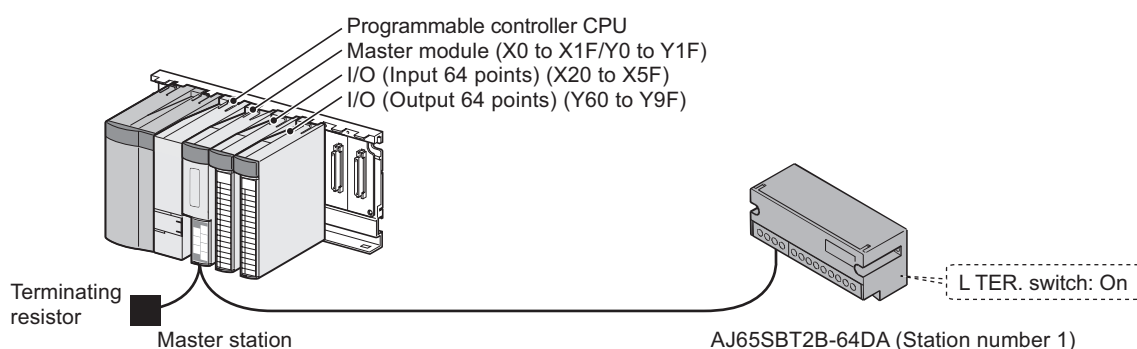 Programmable controller CPU
Master module (X0 to X1F/Y0 to Y1F)
I/O (Input 64 points) (X20 to X5F)
I/O (Output 64 points) (Y60 to Y9F)
L TER. switch: On
Terminating
resistor
Master station
AJ65SBT2B-64DA (Station number 1)